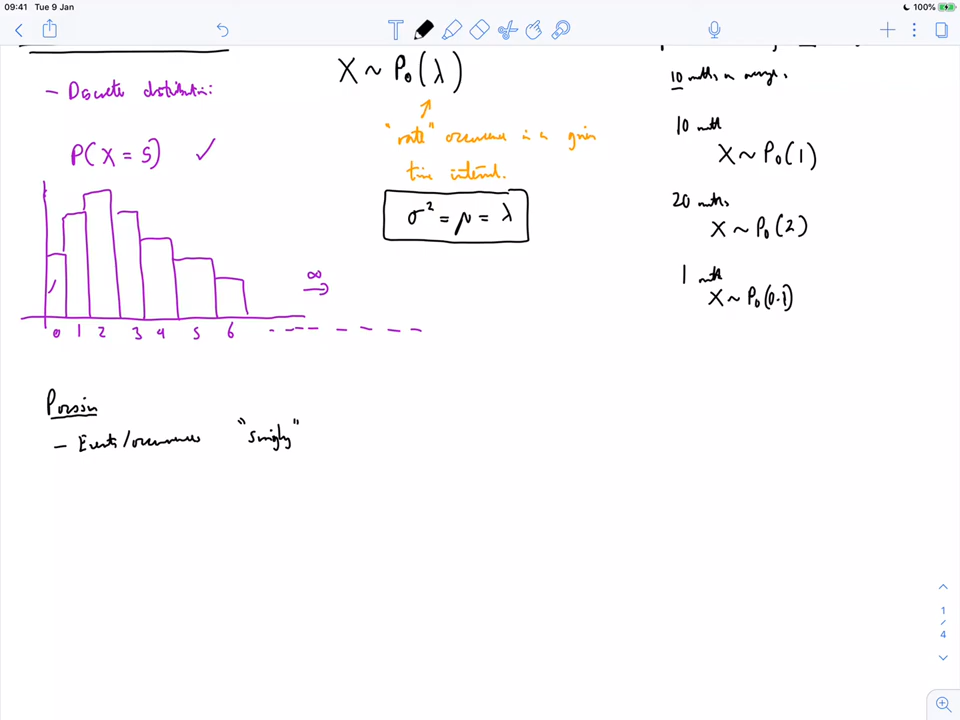 09:41 Tue 9 Jan
100%
X ~ Po(λ)
- Discrete distribution:
"rate" occurrence in a given
time interval.
P(X = 5) ✓
σ² = μ = λ
∞
0 1 2 3 4 5 6
10 mths on average.
10 mth
X ~ Po(1)
20 mths
X ~ Po(2)
1 mth
X ~ Po(0.1)
Poisson
- Events/occurrences "singly"
1
/
4